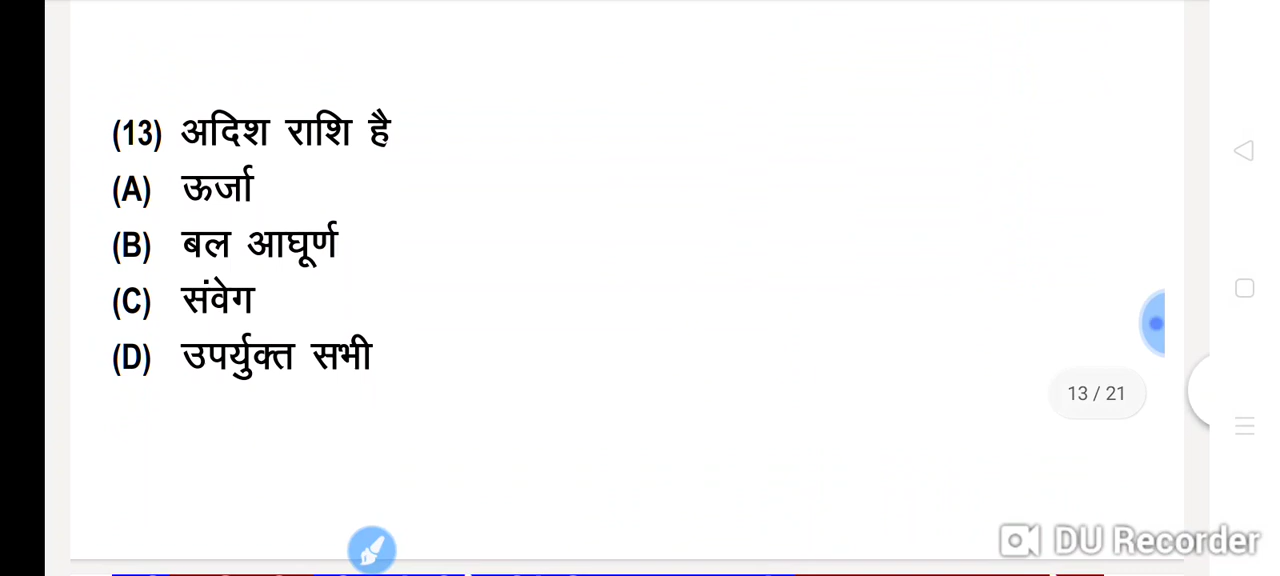 (13) अदिश राशि है
(A) ऊर्जा
(B) बल आघूर्ण
(C) संवेग
(D) उपर्युक्त सभी
13 / 21
DU Recorder